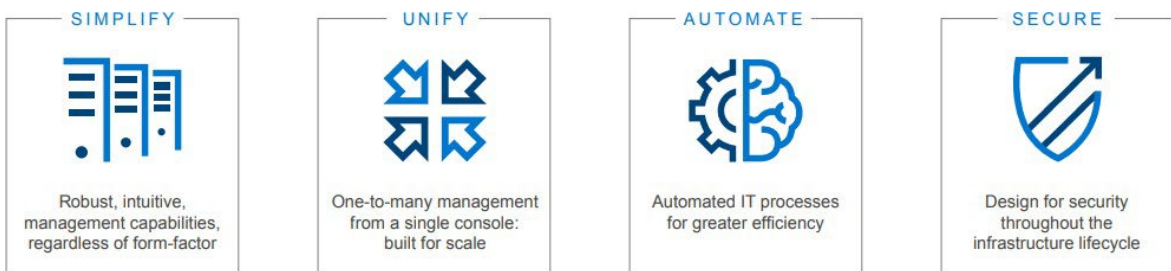 SIMPLIFY
Robust, intuitive,
management capabilities,
regardless of form-factor
UNIFY
One-to-many management
from a single console:
built for scale
AUTOMATE
Automated IT processes
for greater efficiency
SECURE
Design for security
throughout the
infrastructure lifecycle